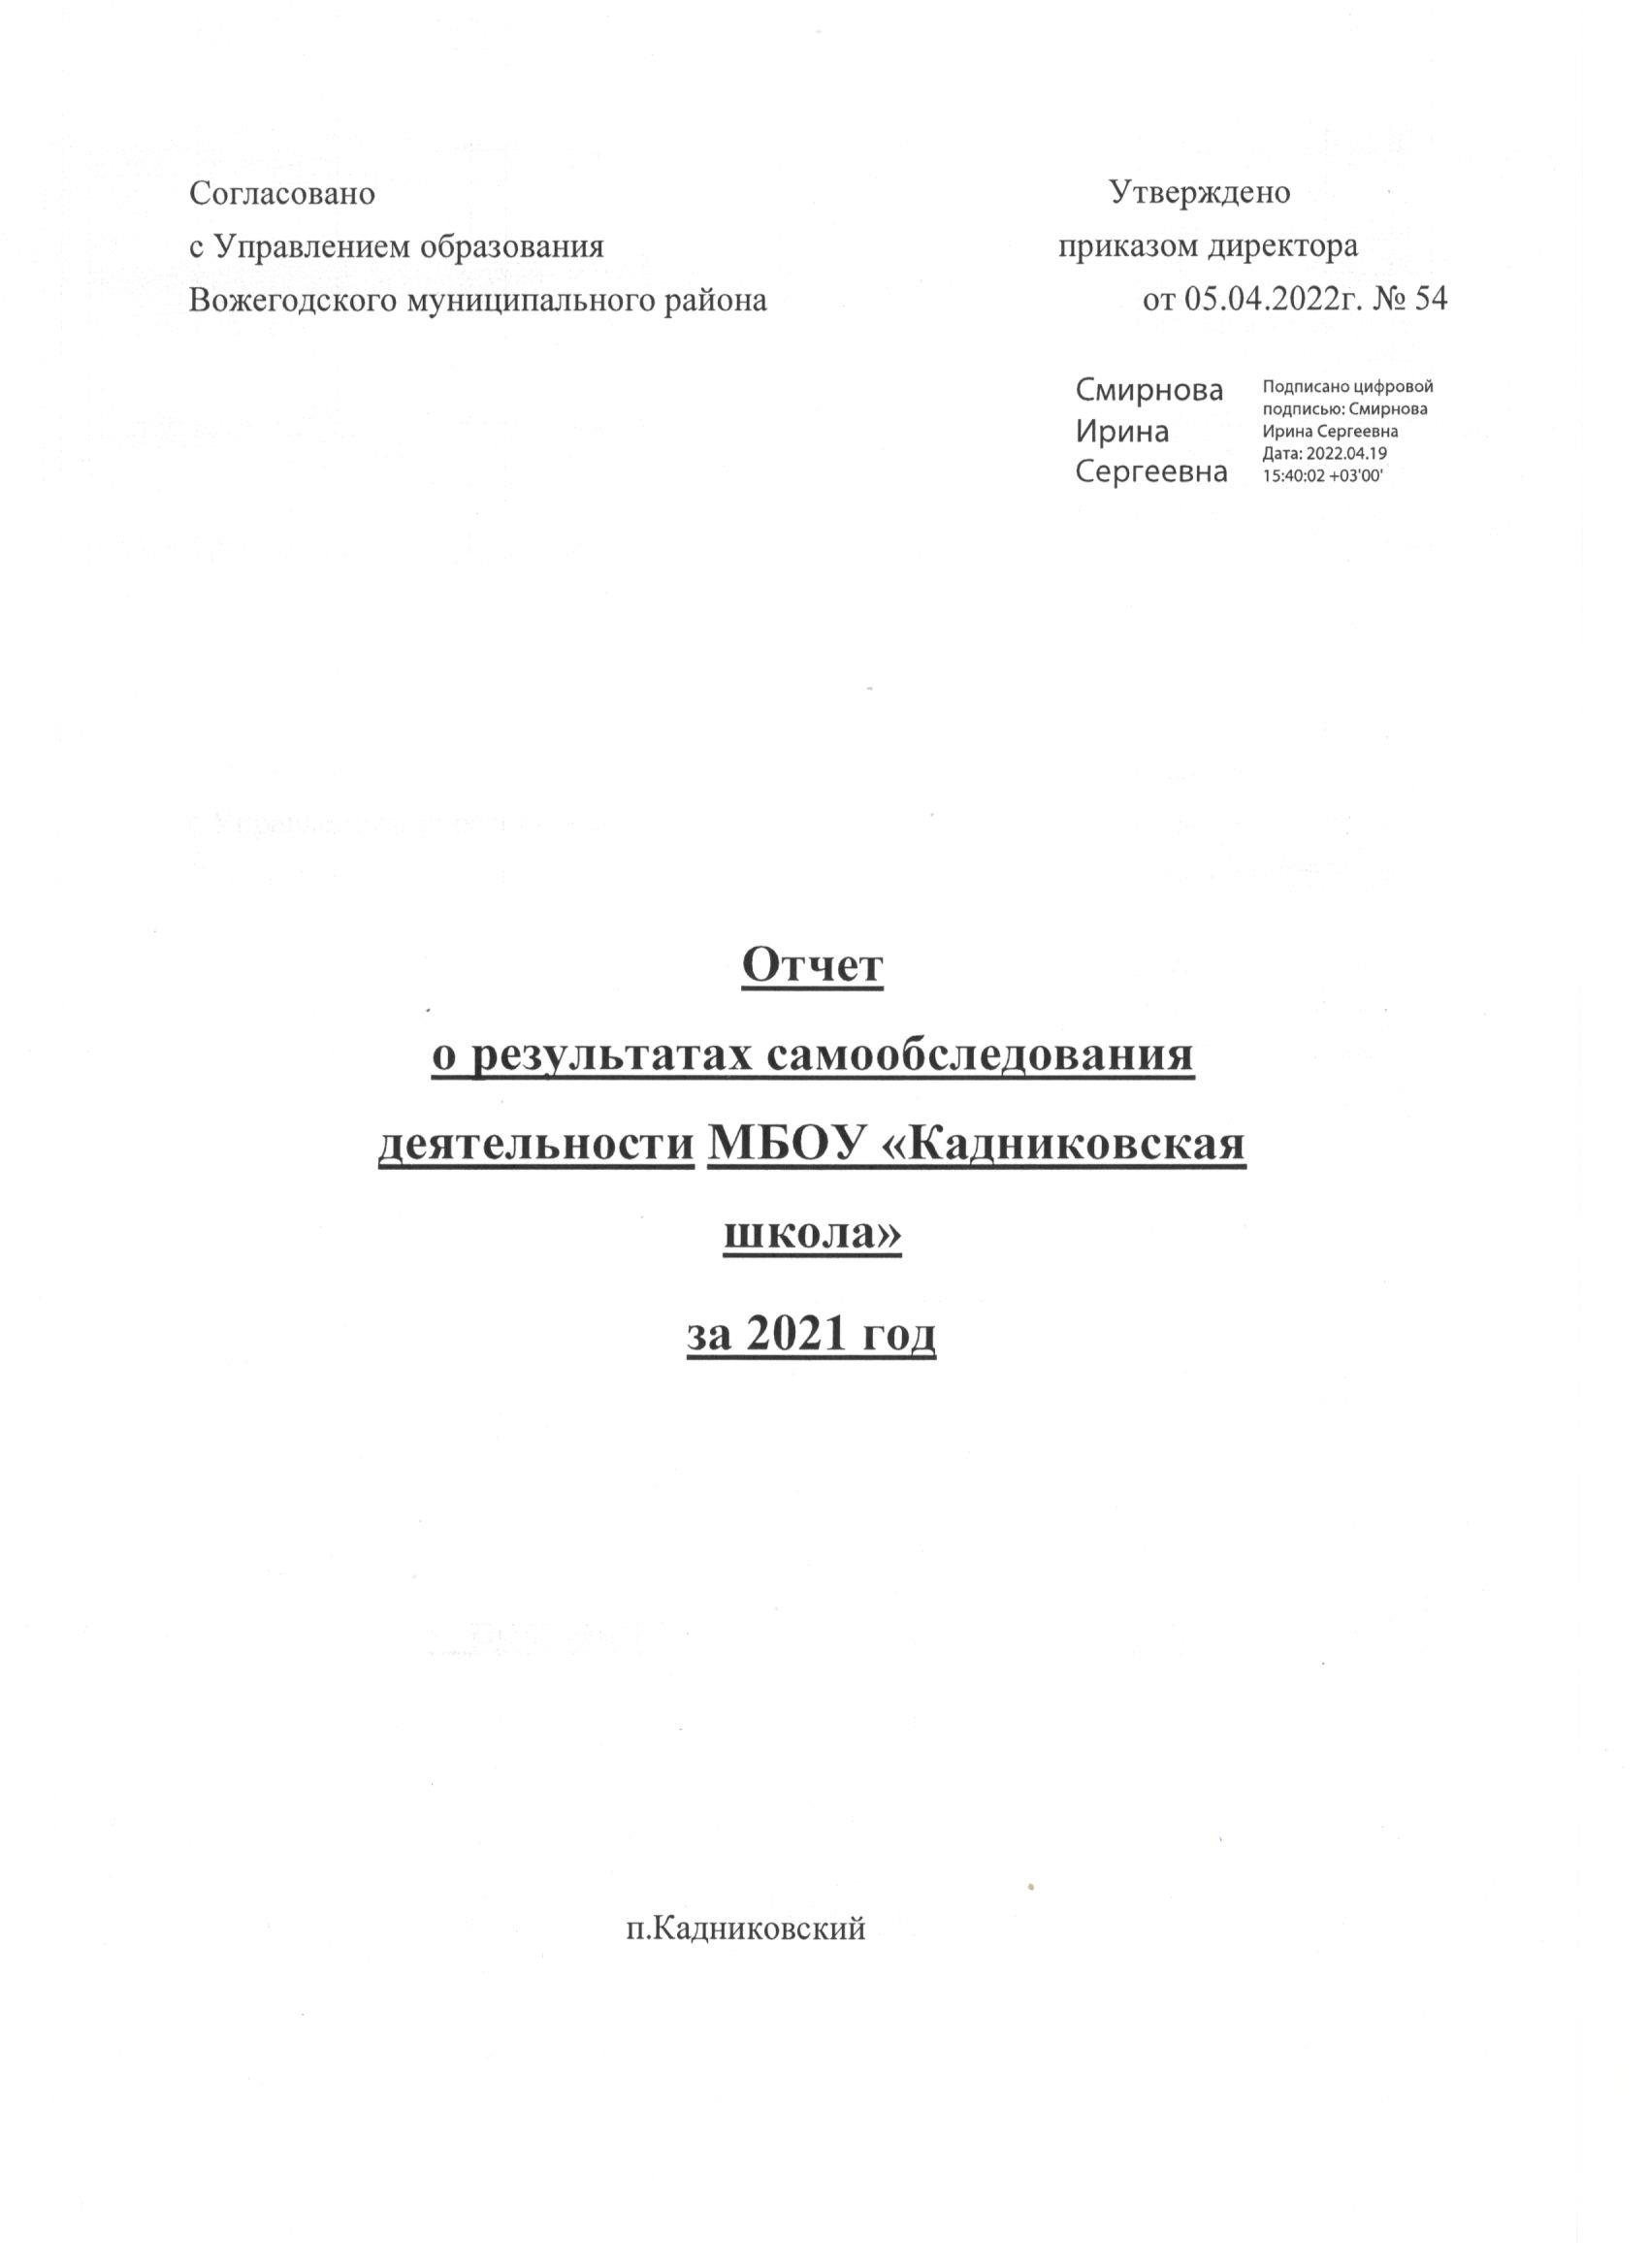 Согласовано
с Управлением образования
Вожегодского муниципального района
Утверждено
приказом директора
от 05.04.2022г. № 54
Смирнова
Ирина
Сергеевна
Подписано цифровой
подписью: Смирнова
Ирина Сергеевна
Дата: 2022.04.19
15:40:02 +03'00'
Отчет
о результатах самообследования
деятельности МБОУ «Кадниковская
школа»
за 2021 год
п.Кадниковский